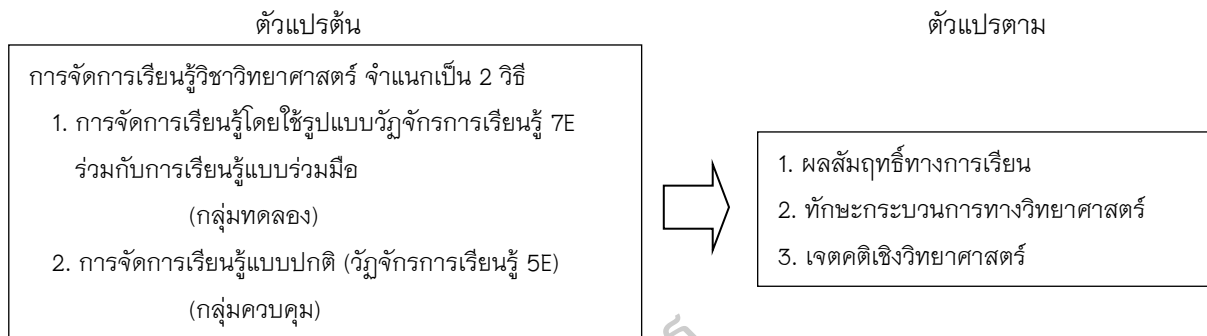 ตัวแปรต้น
ตัวแปรตาม
การจัดการเรียนรู้วิชาวิทยาศาสตร์ จำแนกเป็น 2 วิธี
1. การจัดการเรียนรู้โดยใช้รูปแบบวัฏจักรการเรียนรู้ 7E
ร่วมกับการเรียนรู้แบบร่วมมือ
(กลุ่มทดลอง)
2. การจัดการเรียนรู้แบบปกติ (วัฏจักรการเรียนรู้ 5E)
(กลุ่มควบคุม)
1. ผลสัมฤทธิ์ทางการเรียน
2. ทักษะกระบวนการทางวิทยาศาสตร์
3. เจตคติเชิงวิทยาศาสตร์